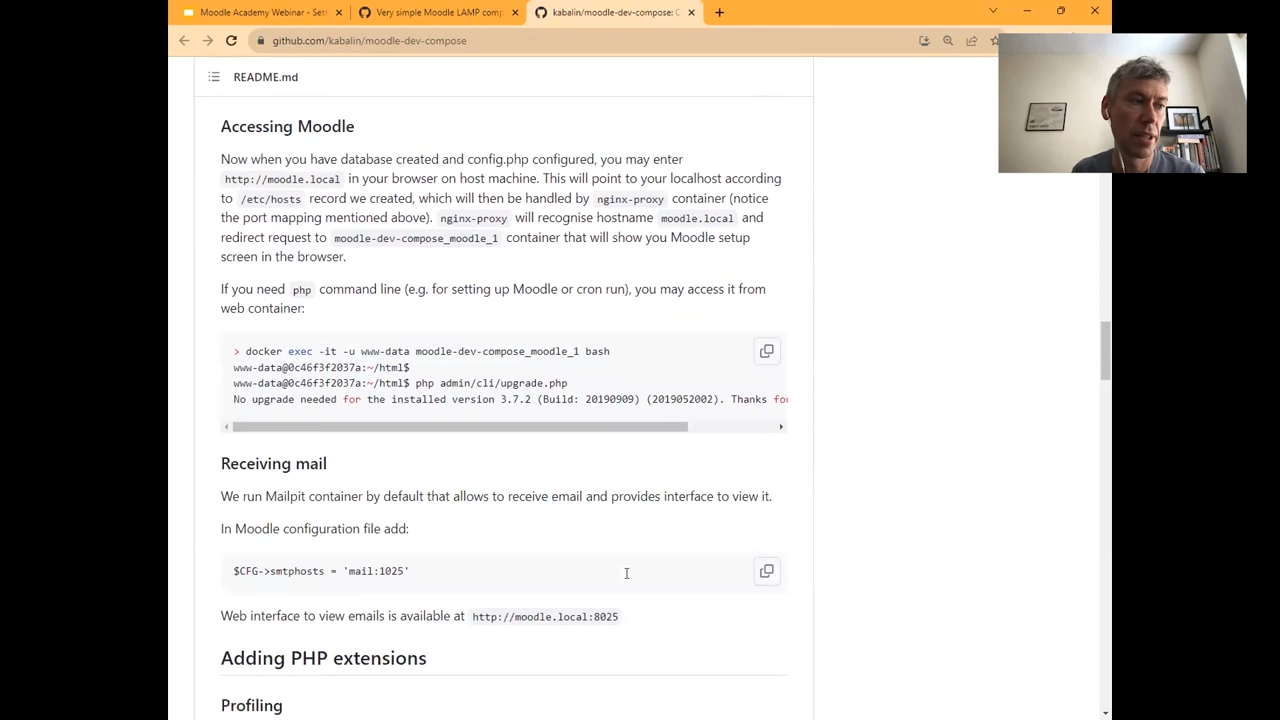 Moodle Academy Webinar - Set
Very simple Moodle LAMP comp
kabalin/moodle-dev-compose: C
github.com/kabalin/moodle-dev-compose
README.md
Accessing Moodle
Now when you have database created and config.php configured, you may enter
http://moodle.local in your browser on host machine. This will point to your localhost according
to /etc/hosts record we created, which will then be handled by nginx-proxy container (notice
the port mapping mentioned above). nginx-proxy will recognise hostname moodle.local and
redirect request to moodle-dev-compose_moodle_1 container that will show you Moodle setup
screen in the browser.
If you need php command line (e.g. for setting up Moodle or cron run), you may access it from
web container:
> docker exec -it -u www-data moodle-dev-compose_moodle_1 bash
www-data@0c46f3f2037a:~/html$
www-data@0c46f3f2037a:~/html$ php admin/cli/upgrade.php
No upgrade needed for the installed version 3.7.2 (Build: 20190909) (2019052002). Thanks for
Receiving mail
We run Mailpit container by default that allows to receive email and provides interface to view it.
In Moodle configuration file add:
$CFG->smtphosts = 'mail:1025'
Web interface to view emails is available at http://moodle.local:8025
Adding PHP extensions
Profiling